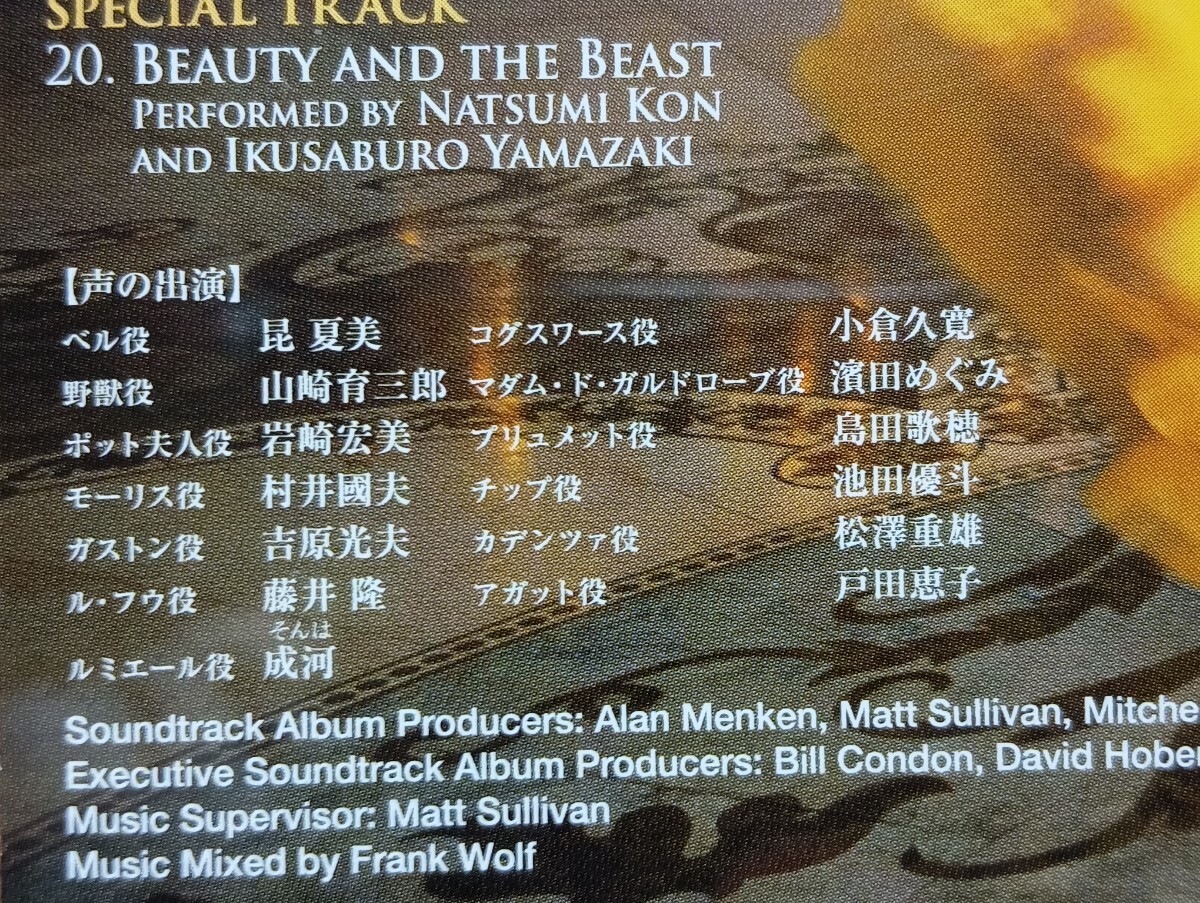 SPECIAL TRACK
20. BEAUTY AND THE BEAST
PERFORMED BY NATSUMI KON
AND IKUSABURO YAMAZAKI
【声の出演】
ベル役 昆 夏美 コグスワース役 小倉久寛
野獣役 山崎育三郎 マダム・ド・ガルドローブ役 濱田めぐみ
ポット夫人役 岩崎宏美 プリュメット役 島田歌穂
モーリス役 村井國夫 チップ役 池田優斗
ガストン役 吉原光夫 カデンツァ役 松澤重雄
ル・フウ役 藤井 隆 アガット役 戸田恵子
そんは
ルミエール役 成河
Soundtrack Album Producers: Alan Menken, Matt Sullivan, Mitche
Executive Soundtrack Album Producers: Bill Condon, David Hober
Music Supervisor: Matt Sullivan
Music Mixed by Frank Wolf